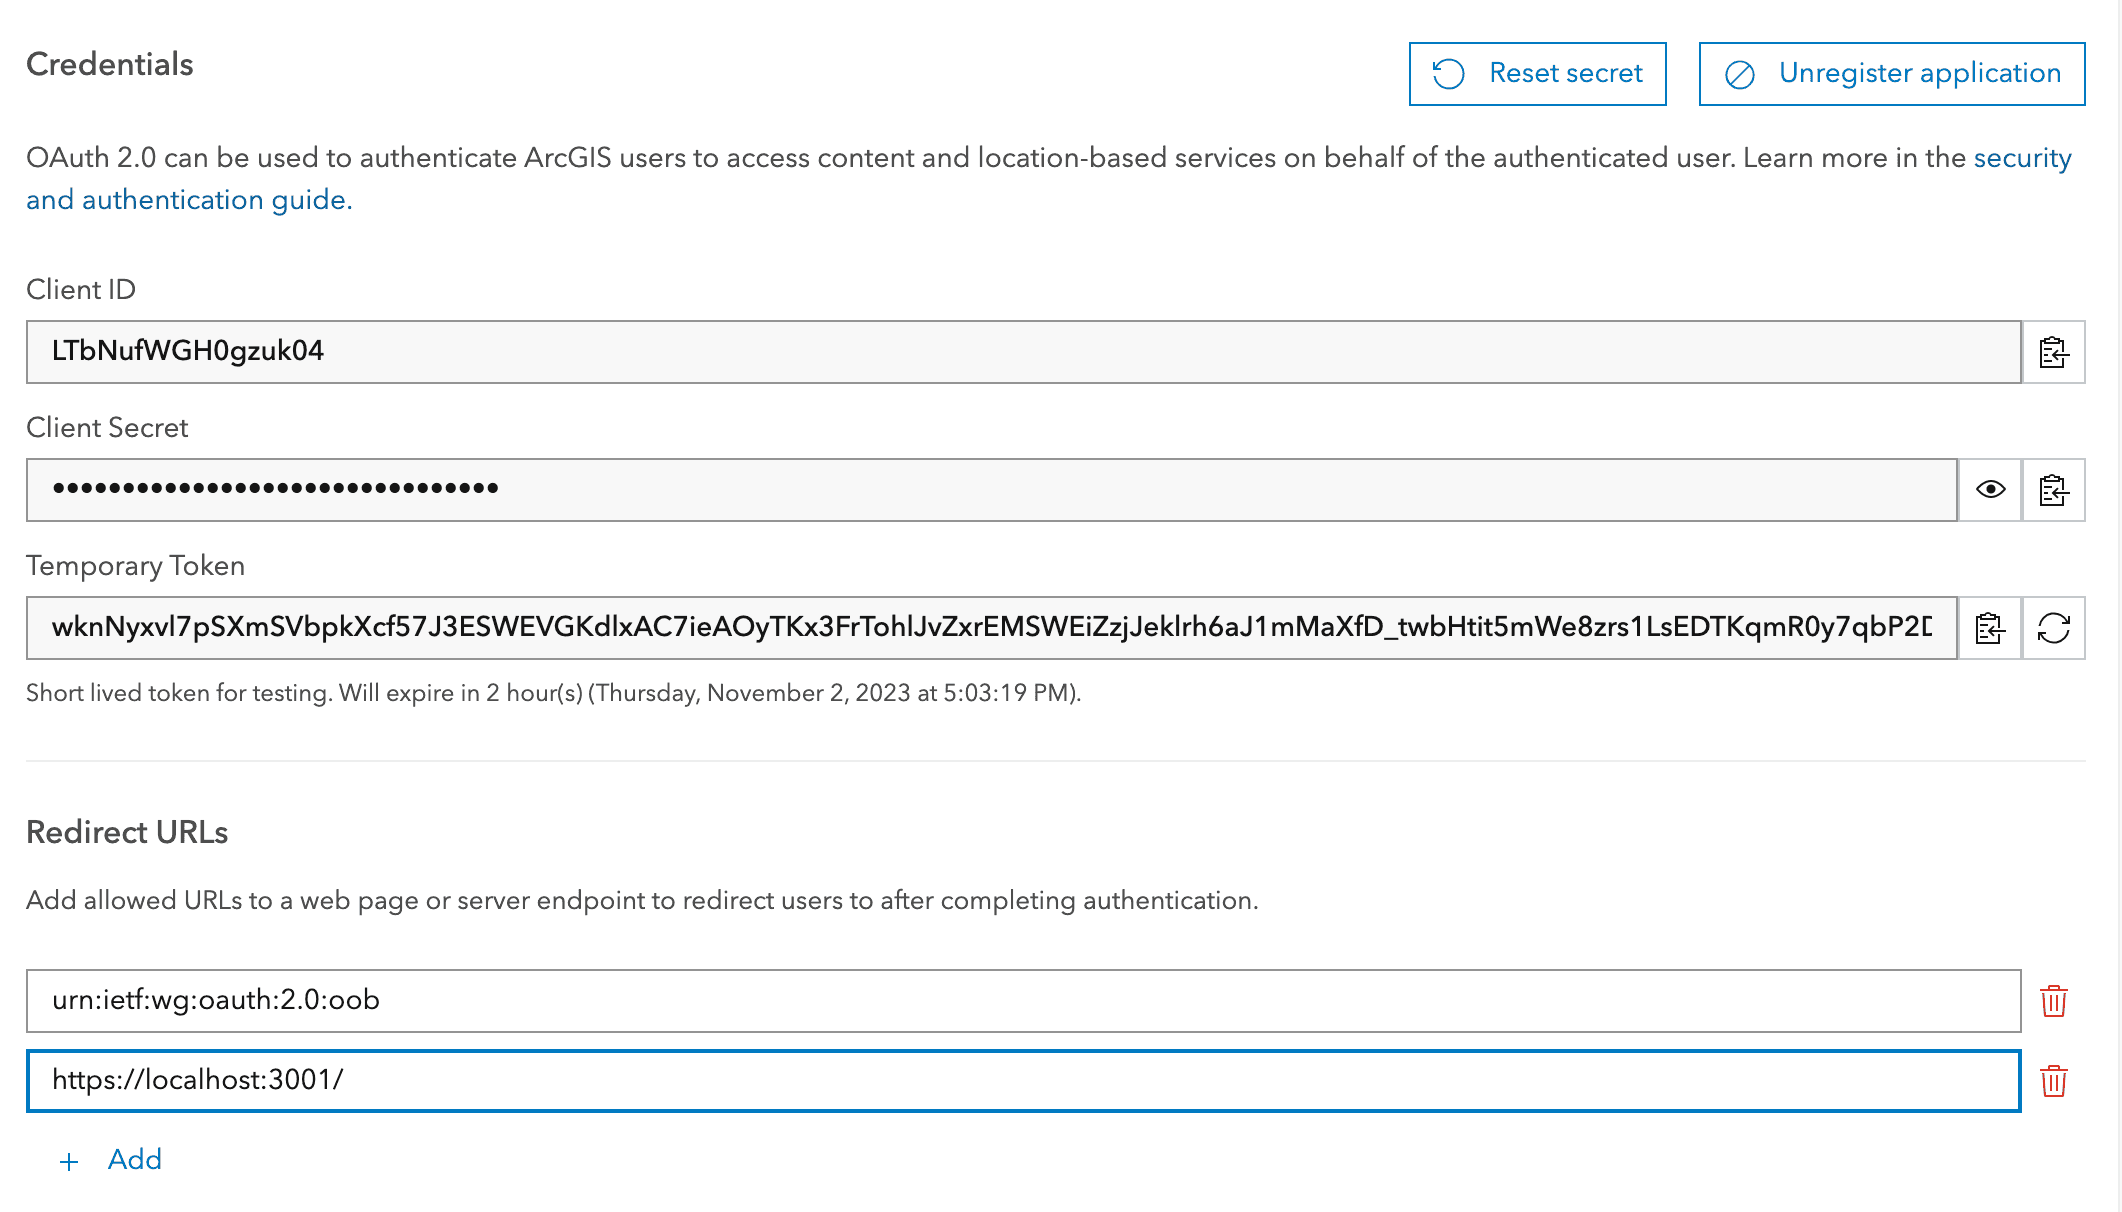 Credentials
Reset secret
Unregister application
OAuth 2.0 can be used to authenticate ArcGIS users to access content and location-based services on behalf of the authenticated user. Learn more in the security
and authentication guide.
Client ID
LTbNufWGH0gzuk04
Client Secret
••••••••••••••••••••••••••••••••
Temporary Token
wknNyxvl7pSXmSVbpkXcf57J3ESWEVGKdlxAC7ieAOyTKx3FrTohlJvZxrEMSWEiZzjJeklrh6aJ1mMaXfD_twbHtit5mWe8zrs1LsEDTKqmR0y7qbP2D
Short lived token for testing. Will expire in 2 hour(s) (Thursday, November 2, 2023 at 5:03:19 PM).
Redirect URLs
Add allowed URLs to a web page or server endpoint to redirect users to after completing authentication.
urn:ietf:wg:oauth:2.0:oob
https://localhost:3001/
+ Add